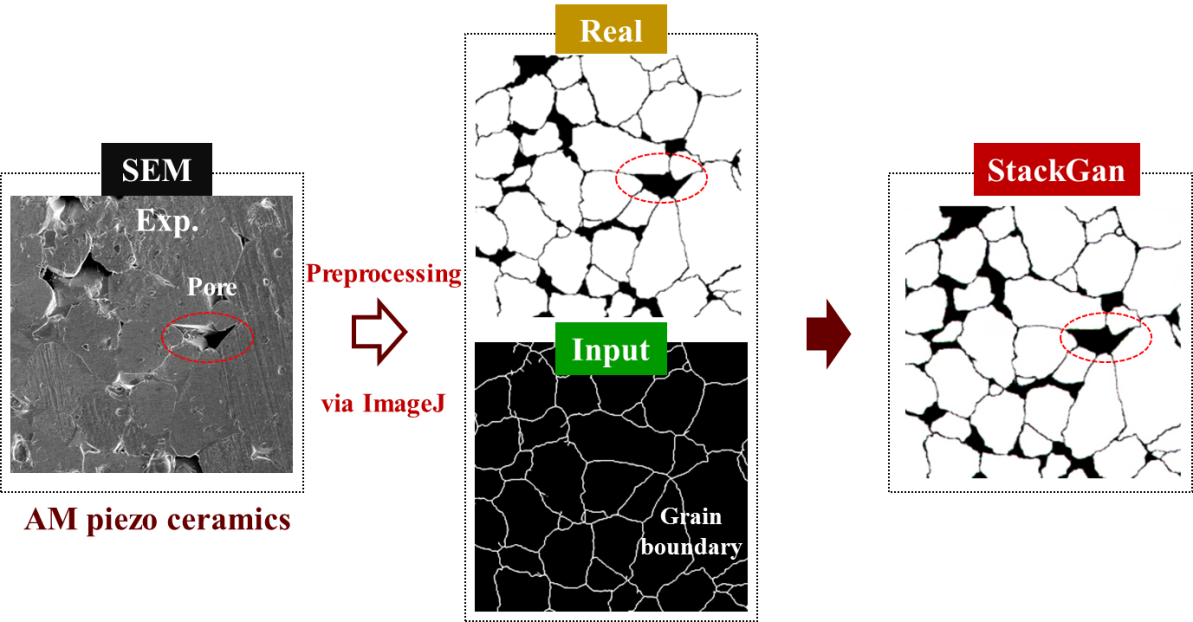 SEM
Exp.
Pore
AM piezo ceramics
Preprocessing
via ImageJ
Real
Input
Grain
boundary
StackGan